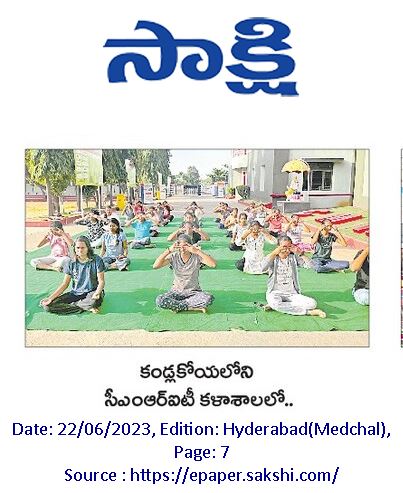 సాక్షి
కండ్లకోయలోని
సీఎంఆర్ఐటీ కళాశాలలో..
Date: 22/06/2023, Edition: Hyderabad(Medchal),
Page: 7
Source : https://epaper.sakshi.com/